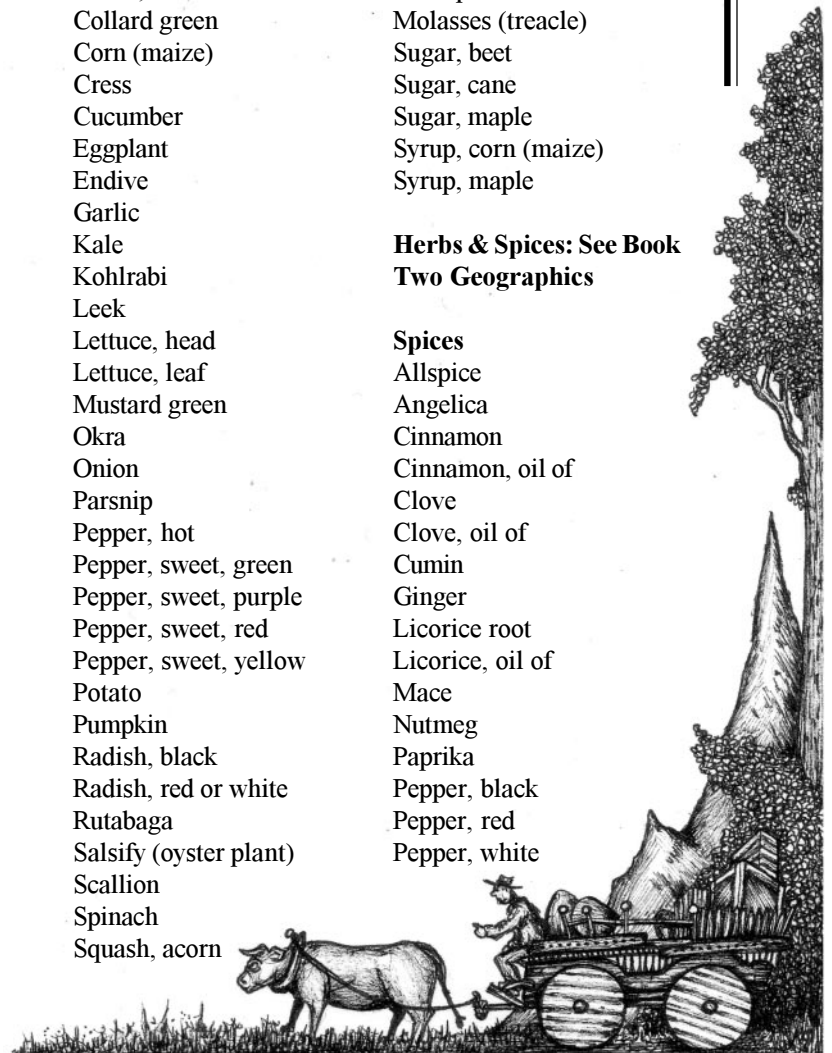 Collard green
Corn (maize)
Cress
Cucumber
Eggplant
Endive
Garlic
Kale
Kohlrabi
Leek
Lettuce, head
Lettuce, leaf
Mustard green
Okra
Onion
Parsnip
Pepper, hot
Pepper, sweet, green
Pepper, sweet, purple
Pepper, sweet, red
Pepper, sweet, yellow
Potato
Pumpkin
Radish, black
Radish, red or white
Rutabaga
Salsify (oyster plant)
Scallion
Spinach
Squash, acorn
Molasses (treacle)
Sugar, beet
Sugar, cane
Sugar, maple
Syrup, corn (maize)
Syrup, maple
Herbs & Spices: See Book
Two Geographics
Spices
Allspice
Angelica
Cinnamon
Cinnamon, oil of
Clove
Clove, oil of
Cumin
Ginger
Licorice root
Licorice, oil of
Mace
Nutmeg
Paprika
Pepper, black
Pepper, red
Pepper, white